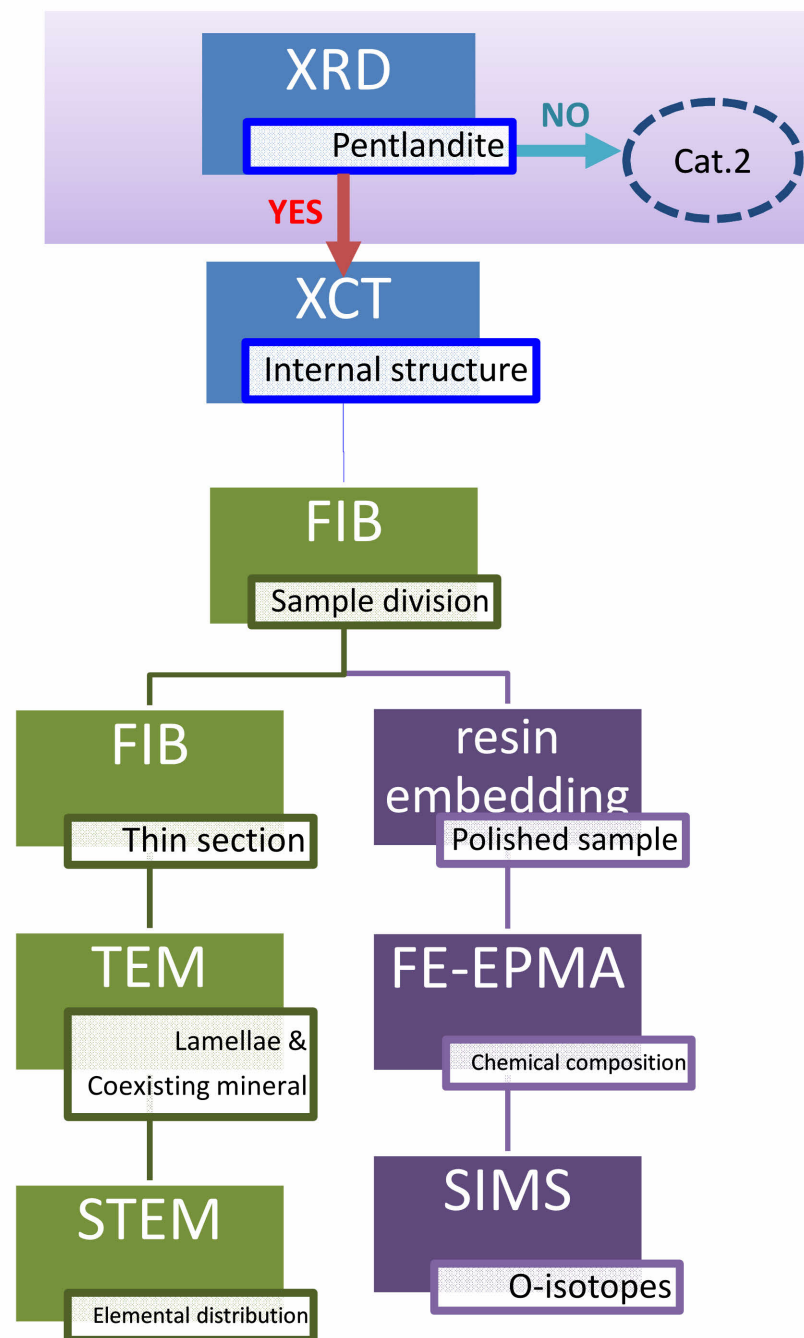 XRD
Pentlandite
NO
Cat.2
YES
XCT
Internal structure
FIB
Sample division
FIB
Thin section
resin
embedding
Polished sample
TEM
Lamellae &
Coexisting mineral
FE-EPMA
Chemical composition
STEM
Elemental distribution
SIMS
O-isotopes